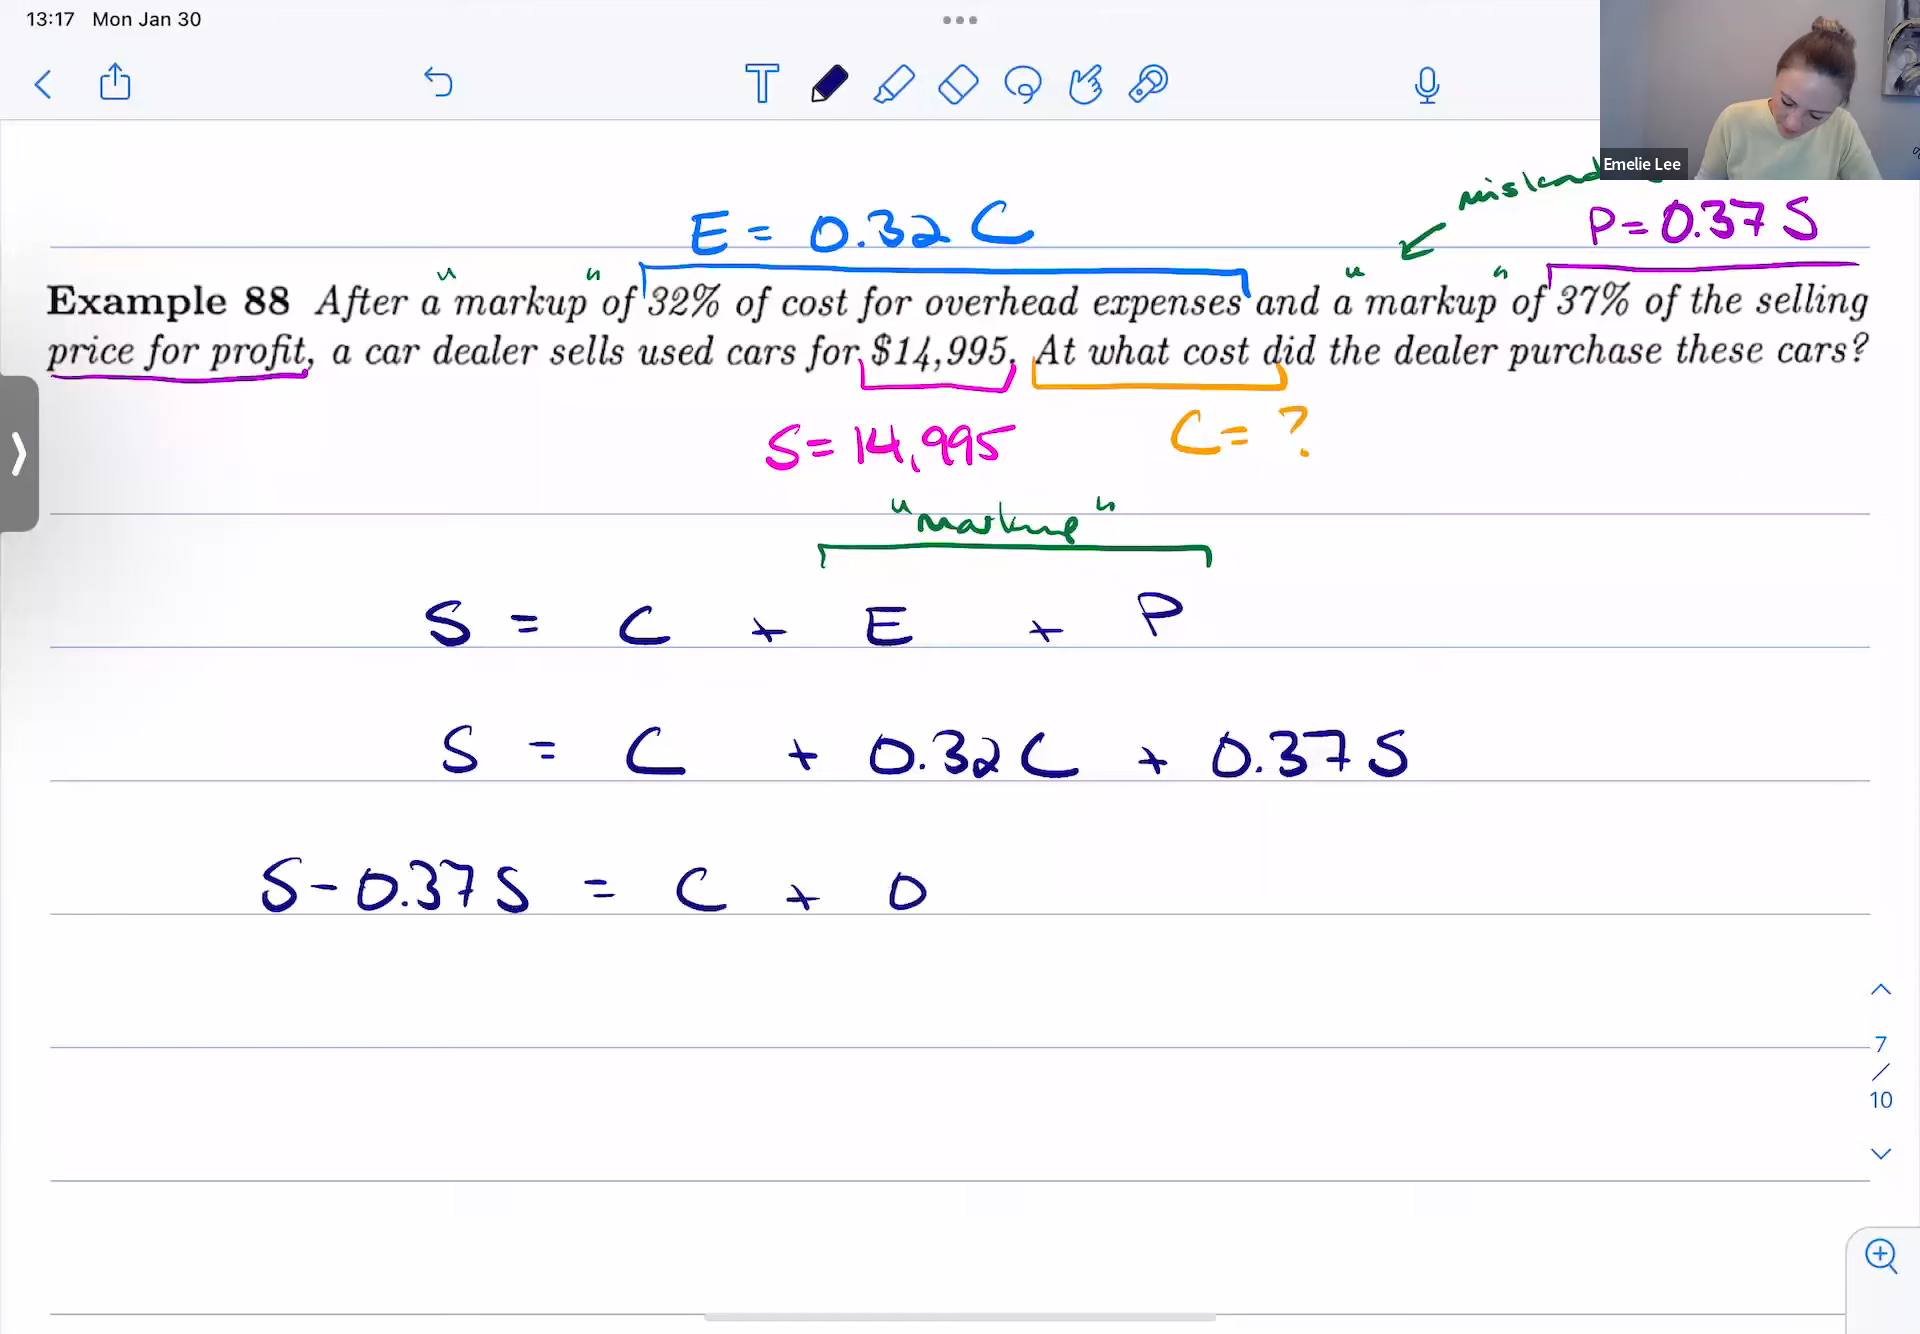 13:17 Mon Jan 30
T
Emelie Lee
E = 0.32 C
P = 0.37 S
" " " "
Example 88 After a markup of 32% of cost for overhead expenses and a markup of 37% of the selling
price for profit, a car dealer sells used cars for $14,995. At what cost did the dealer purchase these cars?
S = 14,995
C = ?
"markup"
S = C + E + P
S = C + 0.32 C + 0.37 S
S - 0.37 S = C + 0
7
/
10